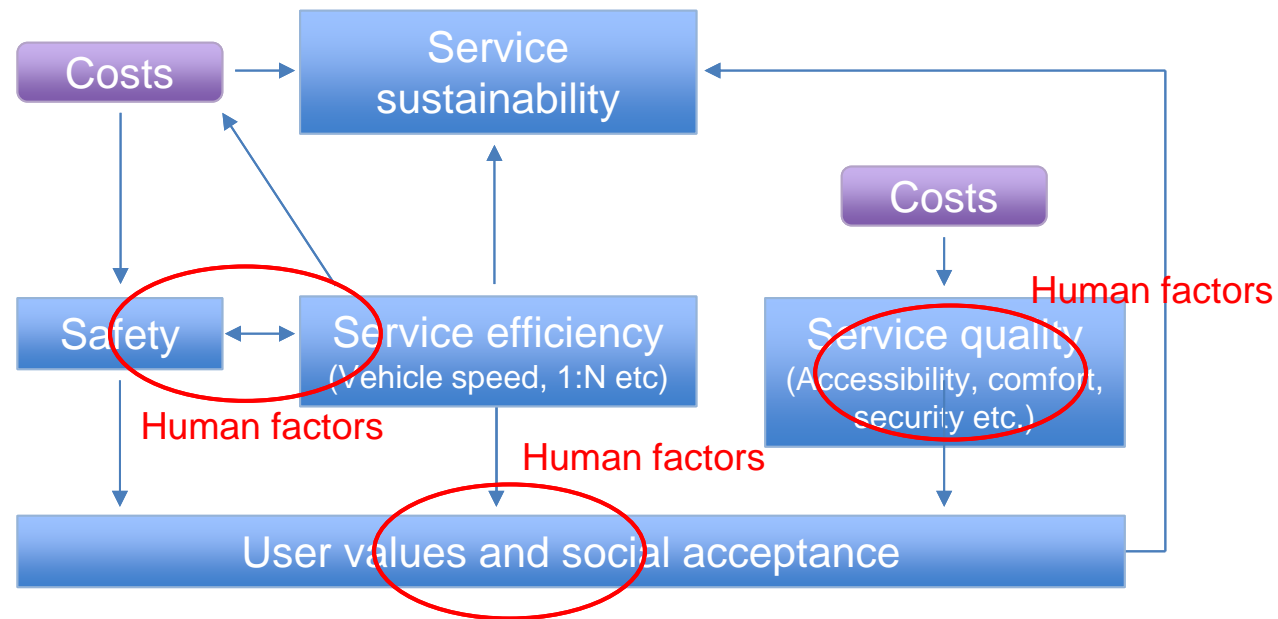 Costs
Service
sustainability
Costs
Human factors
Safety
Service efficiency
(Vehicle speed, 1:N etc)
Service quality
(Accessibility, comfort,
security etc.)
Human factors
Human factors
User values and social acceptance